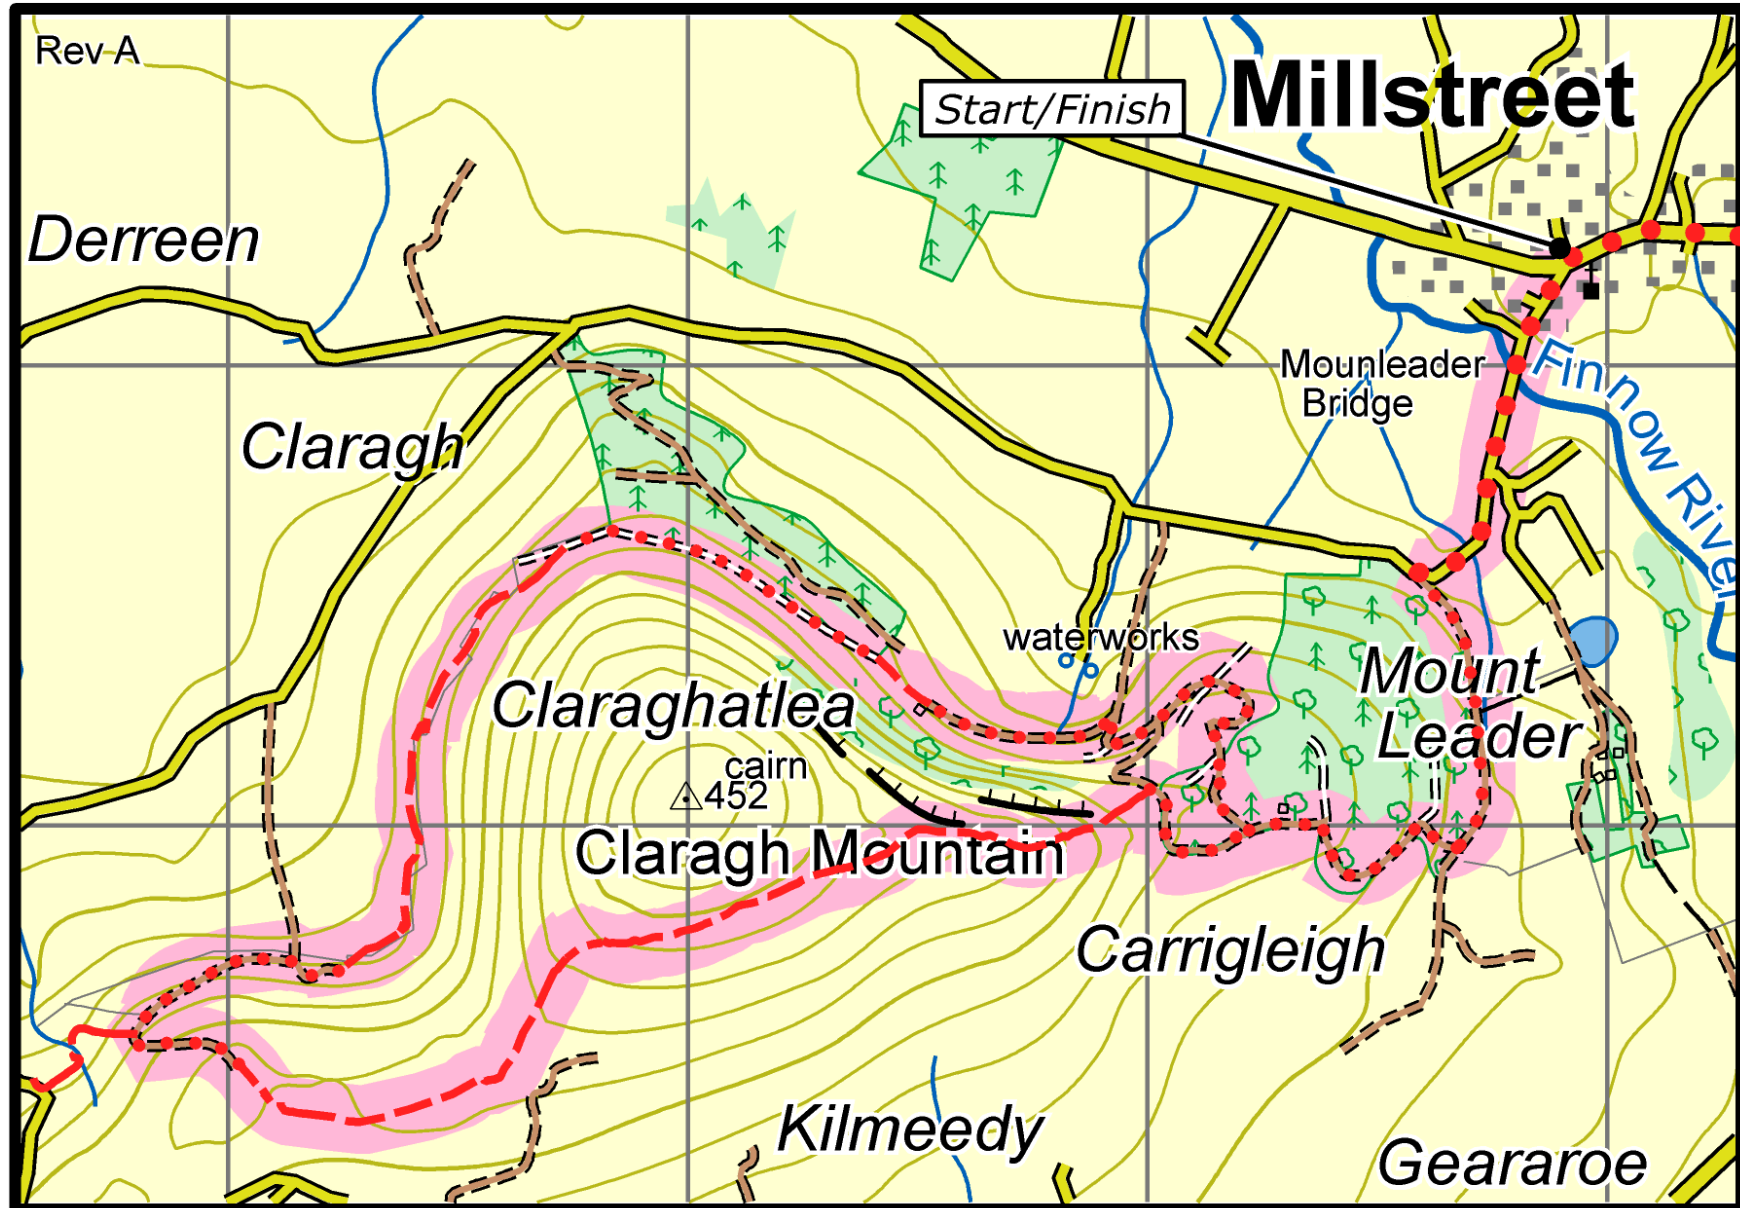 Rev A
Millstreet
Start/Finish
Derreen
Mounleader
Bridge
Finnow River
Claragh
waterworks
Mount
Leader
Claraghatlea
cairn
452
Claragh Mountain
Carrigleigh
Kilmeedy
Geararoe